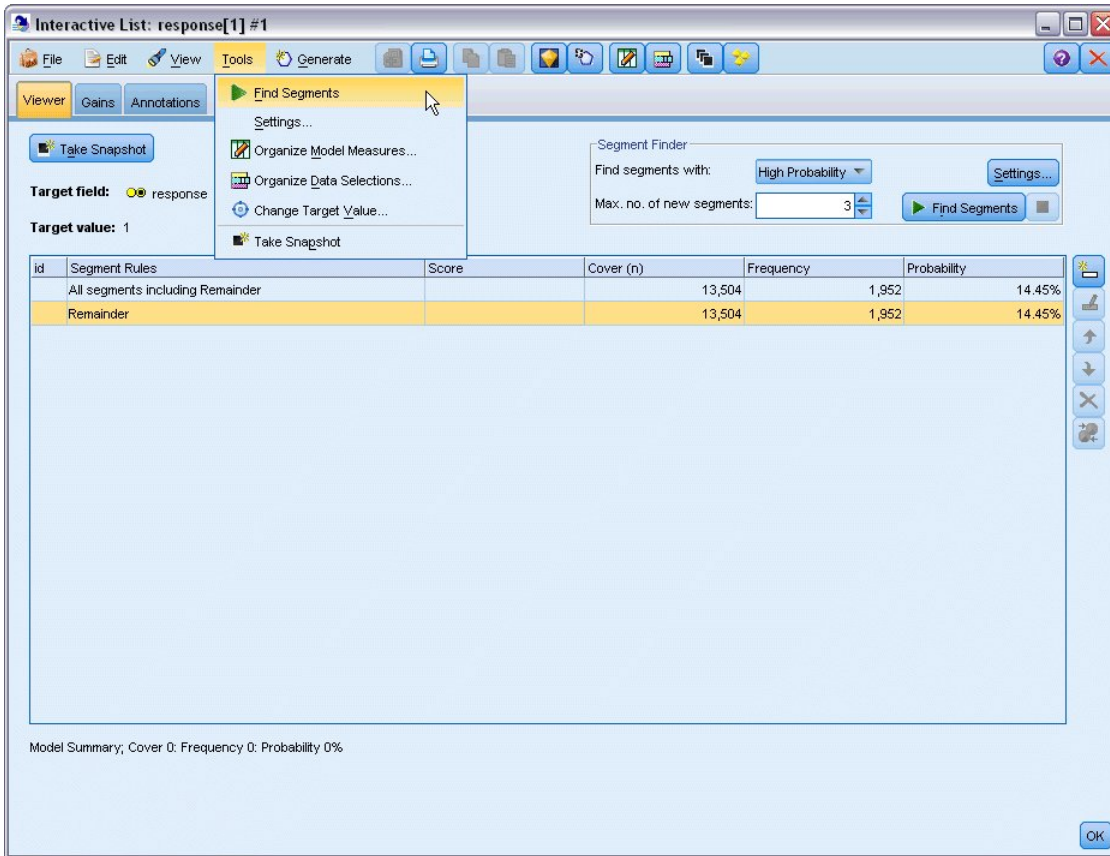 Interactive List: response[1] #1
File Edit View Tools Generate
Viewer Gains Annotations
Find Segments
Settings...
Organize Model Measures...
Organize Data Selections...
Change Target Value...
Take Snapshot
Take Snapshot
Target field: response
Target value: 1
Segment Finder
Find segments with: High Probability Settings...
Max. no. of new segments: 3 Find Segments
id Segment Rules Score Cover (n) Frequency Probability
All segments including Remainder 13,504 1,952 14.45%
Remainder 13,504 1,952 14.45%
Model Summary; Cover 0: Frequency 0: Probability 0%
OK